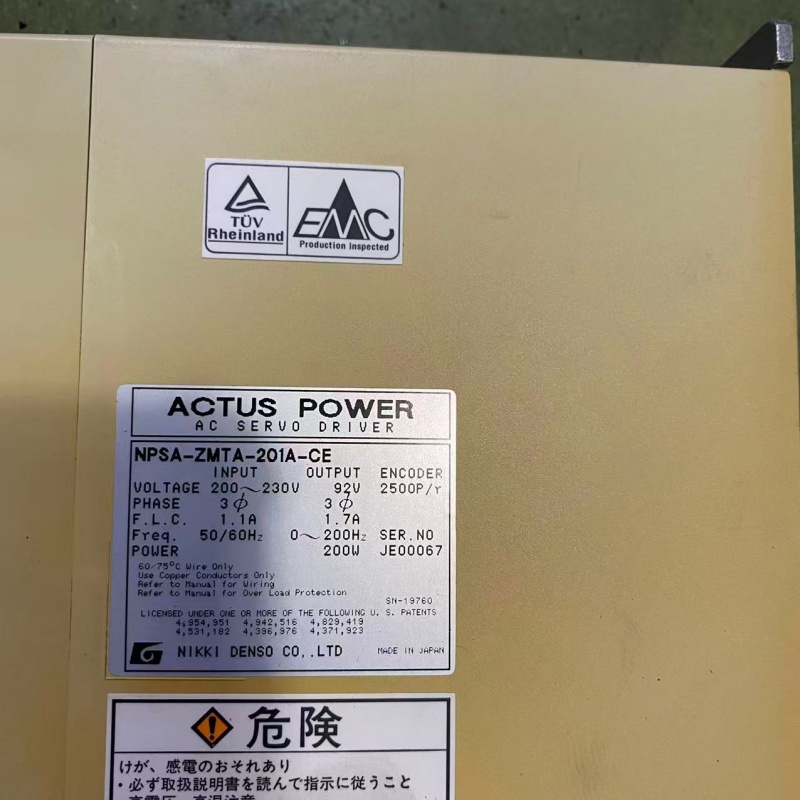 TÜV
Rheinland
EMC
Production Inspected
ACTUS POWER
AC SERVO DRIVER
NPSA-ZMTA-201A-CE
INPUT OUTPUT ENCODER
VOLTAGE 200~230V 92V 2500P/r
PHASE 3ϕ 3ϕ
F.L.C. 1.1A 1.7A
Freq. 50/60Hz 0~200Hz SER.NO
POWER 200W JE00067
60/75°C Wire Only
Use Copper Conductors Only
Refer to Manual for Wiring
Refer to Manual for Over Load Protection
SN-19760
LICENSED UNDER ONE OR MORE OF THE FOLLOWING U. S. PATENTS
4,954,951 4,942,516 4,829,419
4,531,182 4,396,976 4,371,923
NIKKI DENSO CO,.LTD MADE IN JAPAN
危険
けが、感電のおそれあり
・必ず取扱説明書を読んで指示に従うこと